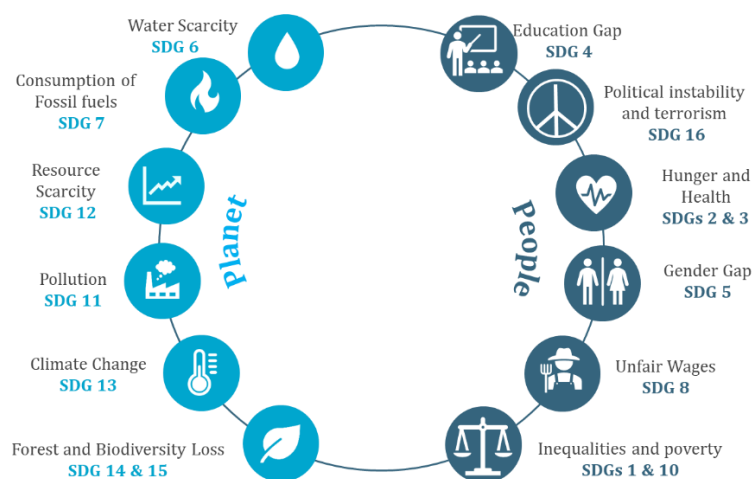 Water Scarcity
SDG 6
Consumption of
Fossil fuels
SDG 7
Resource
Scarcity
SDG 12
Pollution
SDG 11
Climate Change
SDG 13
Forest and Biodiversity Loss
SDG 14 & 15
Planet
People
Education Gap
SDG 4
Political instability
and terrorism
SDG 16
Hunger and
Health
SDGs 2 & 3
Gender Gap
SDG 5
Unfair Wages
SDG 8
Inequalities and poverty
SDGs 1 & 10